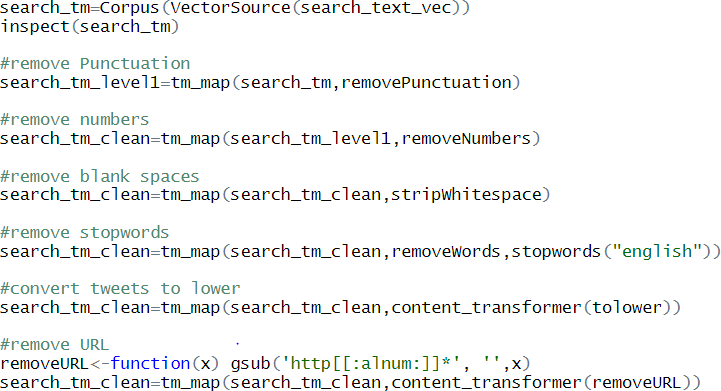 search_tm=Corpus(VectorSource(search_text_vec))
inspect(search_tm)
#remove Punctuation
search_tm_level1=tm_map(search_tm,removePunctuation)
#remove numbers
search_tm_clean=tm_map(search_tm_level1,removeNumbers)
#remove blank spaces
search_tm_clean=tm_map(search_tm_clean,stripWhitespace)
#remove stopwords
search_tm_clean=tm_map(search_tm_clean,removeWords,stopwords("english"))
#convert tweets to lower
search_tm_clean=tm_map(search_tm_clean,content_transformer(tolower))
#remove URL
removeURL<-function(x) gsub('http[[:alnum:]]*', '',x)
search_tm_clean=tm_map(search_tm_clean,content_transformer(removeURL))